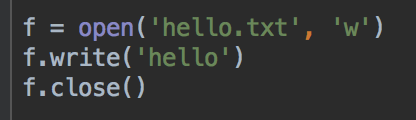 f = open('hello.txt', 'w')
f.write('hello')
f.close()